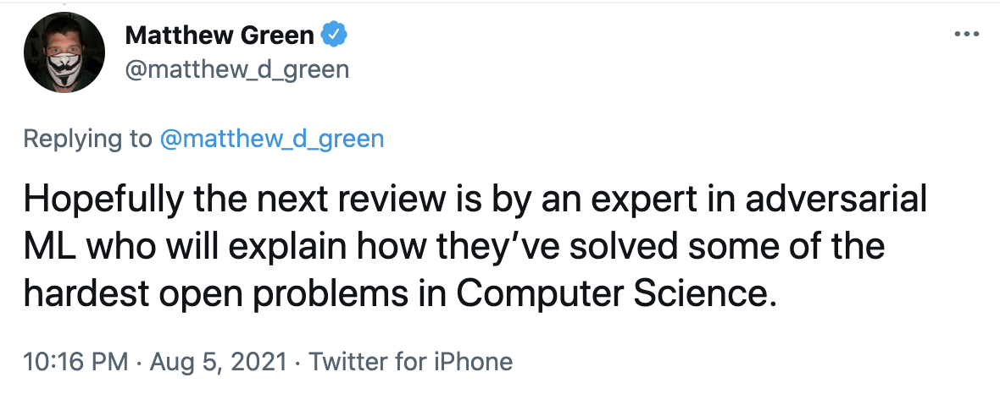 Matthew Green
@matthew_d_green
Replying to @matthew_d_green
Hopefully the next review is by an expert in adversarial
ML who will explain how they’ve solved some of the
hardest open problems in Computer Science.
10:16 PM · Aug 5, 2021 · Twitter for iPhone